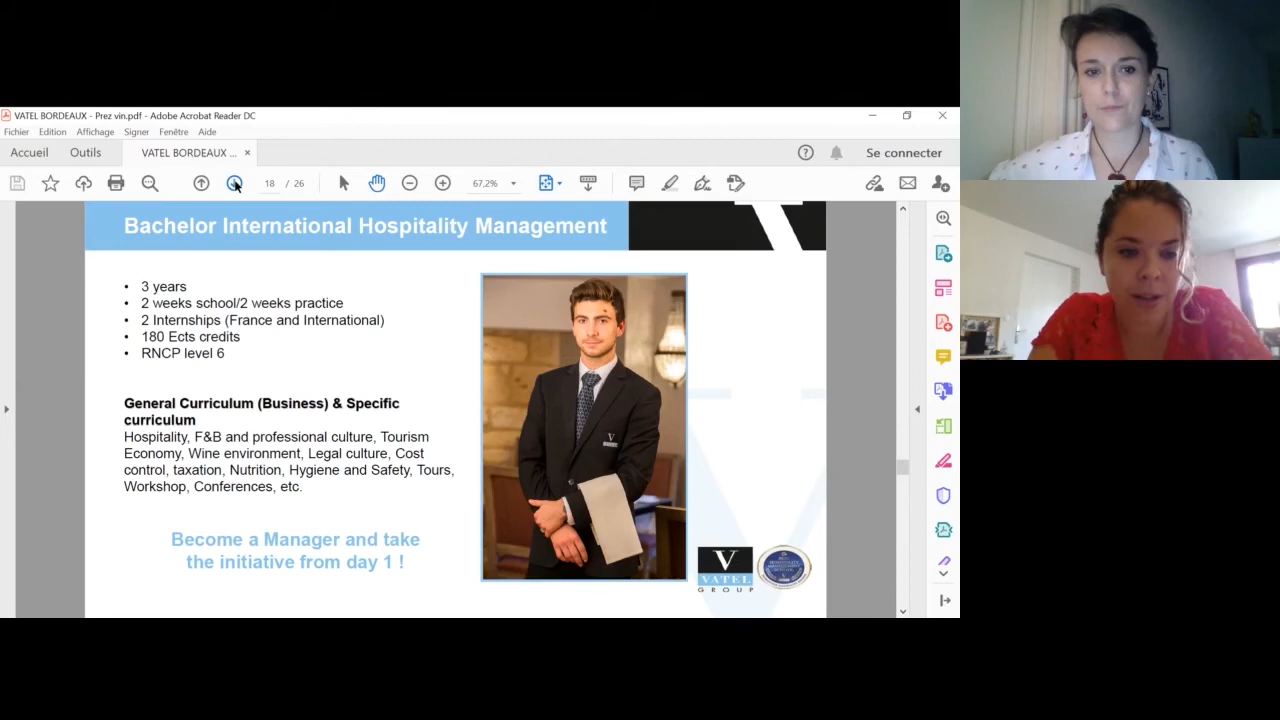 VATEL BORDEAUX - Prez vin.pdf - Adobe Acrobat Reader DC
Fichier Edition Affichage Signer Fenêtre Aide
Accueil Outils VATEL BORDEAUX ... × Se connecter
18 / 26 67,2%
Bachelor International Hospitality Management
• 3 years
• 2 weeks school/2 weeks practice
• 2 Internships (France and International)
• 180 Ects credits
• RNCP level 6
General Curriculum (Business) & Specific
curriculum
Hospitality, F&B and professional culture, Tourism
Economy, Wine environment, Legal culture, Cost
control, taxation, Nutrition, Hygiene and Safety, Tours,
Workshop, Conferences, etc.
Become a Manager and take
the initiative from day 1 !
V
VATEL
GROUP